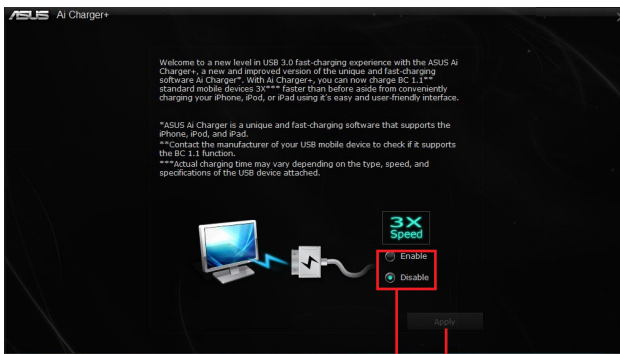 ASUS Ai Charger+
Welcome to a new level in USB 3.0 fast-charging experience with the ASUS Ai
Charger+, a new and improved version of the unique and fast-charging
software Ai Charger*. With Ai Charger+, you can now charge BC 1.1**
standard mobile devices 3X*** faster than before aside from conveniently
charging your iPhone, iPod, or iPad using it's easy and user-friendly interface.
*ASUS Ai Charger is a unique and fast-charging software that supports the
iPhone, iPod, and iPad.
**Contact the manufacturer of your USB mobile device to check if it supports
the BC 1.1 function.
***Actual charging time may vary depending on the type, speed, and
specifications of the USB device attached.
3X
Speed
Enable
Disable
Apply